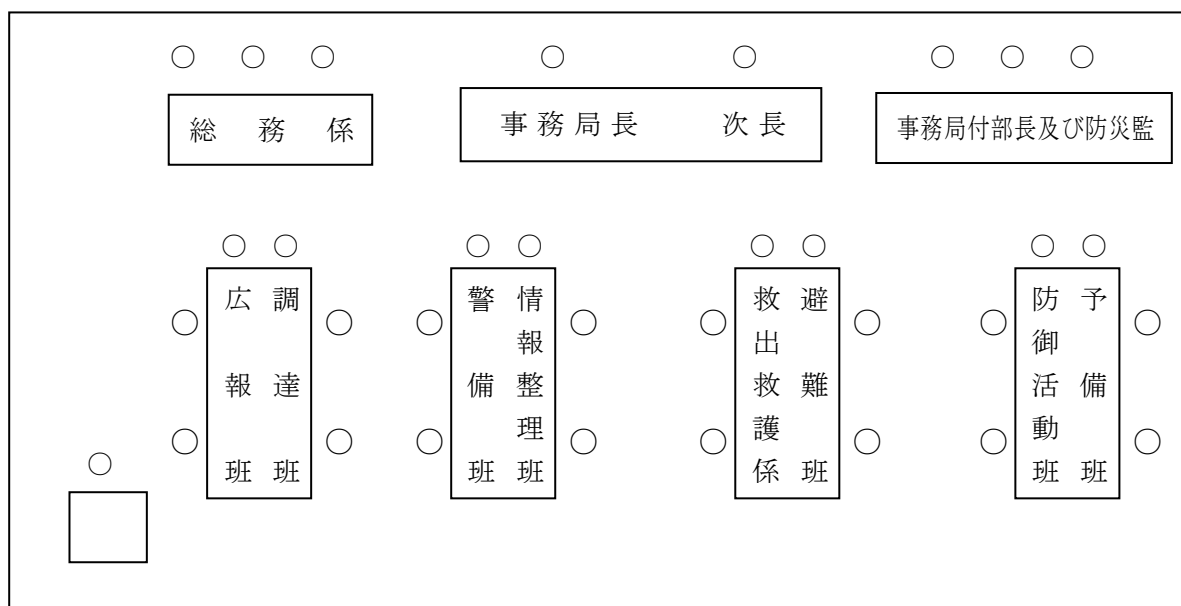 総務係
事務局長 次長
事務局付部長及び防災監
広報班
調達班
警備班
情報整理班
救出救護係
避難班
防御活動班
予備班